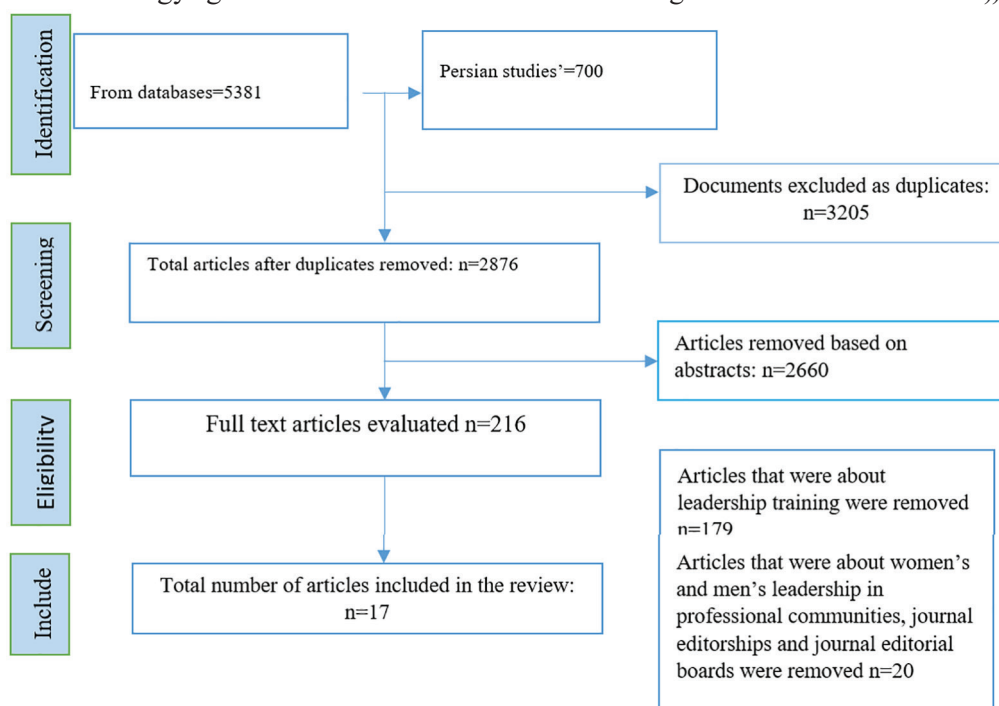 Identification
From databases=5381
Persian studies’=700
Documents excluded as duplicates:
n=3205
Screening
Total articles after duplicates removed: n=2876
Articles removed based on
abstracts: n=2660
Eligibility
Full text articles evaluated n=216
Articles that were about
leadership training were removed
n=179
Include
Total number of articles included in the review:
n=17
Articles that were about women’s
and men’s leadership in
professional communities, journal
editorships and journal editorial
boards were removed n=20